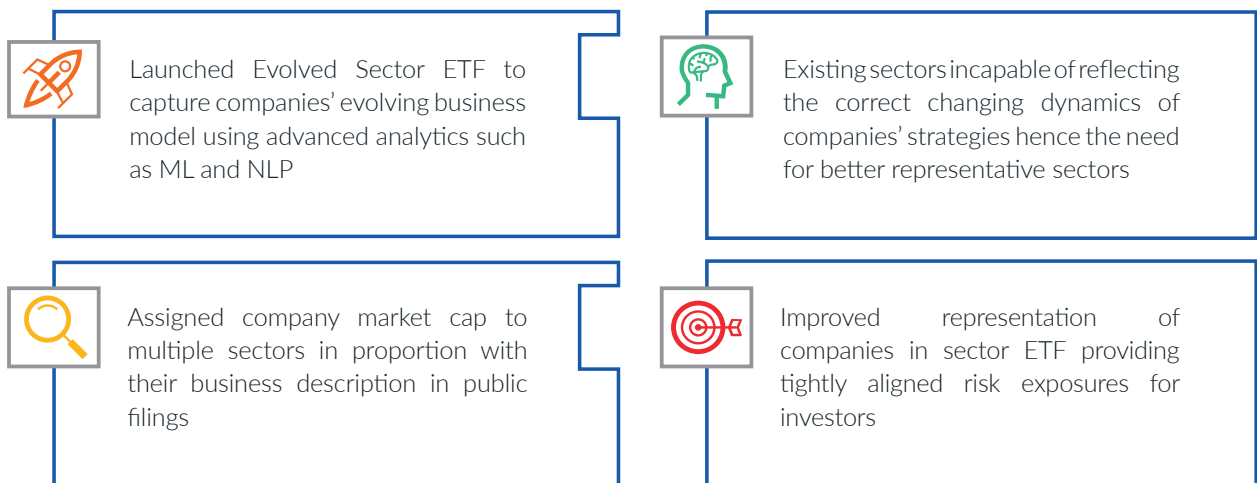 Launched Evolved Sector ETF to
capture companies’ evolving business
model using advanced analytics such
as ML and NLP
Existing sectors incapable of reflecting
the correct changing dynamics of
companies’ strategies hence the need
for better representative sectors
Assigned company market cap to
multiple sectors in proportion with
their business description in public
filings
Improved representation of
companies in sector ETF providing
tightly aligned risk exposures for
investors